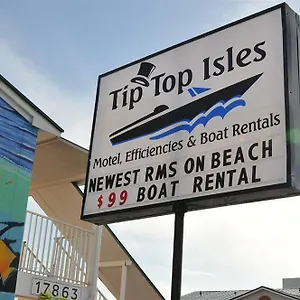 Tip Top Isles
Motel, Efficiencies & Boat Rentals
NEWEST RMS ON BEACH
$99 BOAT RENTAL
17863